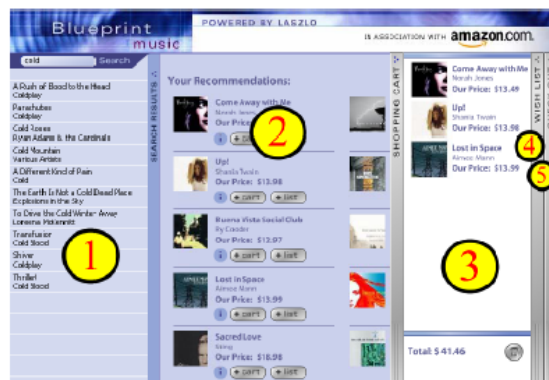 Blueprint
music
POWERED BY LASZLO
IN ASSOCIATION WITH amazon.com.
cold
Search
A Rush of Blood to the Head
Coldplay
Parachutes
Coldplay
Cold Roses
Ryan Adams & the Cardinals
Cold Mountain
Various Artists
A Different Kind of Pain
Cold
The Earth Is Not a Cold Dead Place
Explosions in the Sky
To Drive the Cold Winter Away
Loreena McKennitt
Transfusion
Cold Blood
Shiver
Coldplay
Thriller!
Cold Blood
1
SEARCH RESULTS
Your Recommendations:
Come Away with Me
Norah Jones
Our Price:
2
Up!
Shania Twain
Our Price: $13.98
i + cart + list
Buena Vista Social Club
Ry Cooder
Our Price: $13.97
i + cart + list
Lost in Space
Aimee Mann
Our Price: $13.99
i + cart + list
Sacred Love
Sting
Our Price: $18.98
i + cart + list
SHOPPING CART
Come Away with Me
Norah Jones
Our Price: $13.49
Up!
Shania Twain
Our Price: $13.98
Lost in Space
Aimee Mann
Our Price: $13.99
3
Total: $ 41.46
WISH LIST
4
5